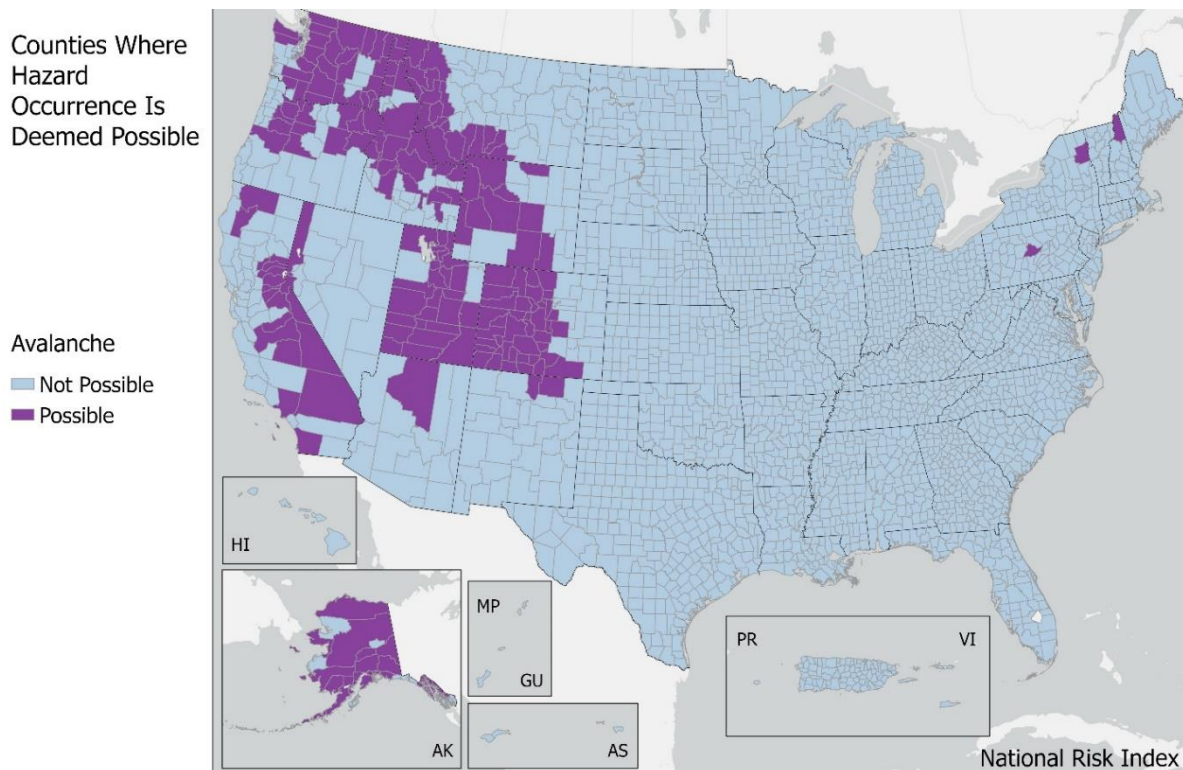 Counties Where
Hazard
Occurrence Is
Deemed Possible
Avalanche
Not Possible
Possible
HI
AK
MP
GU
AS
PR
VI
National Risk Index